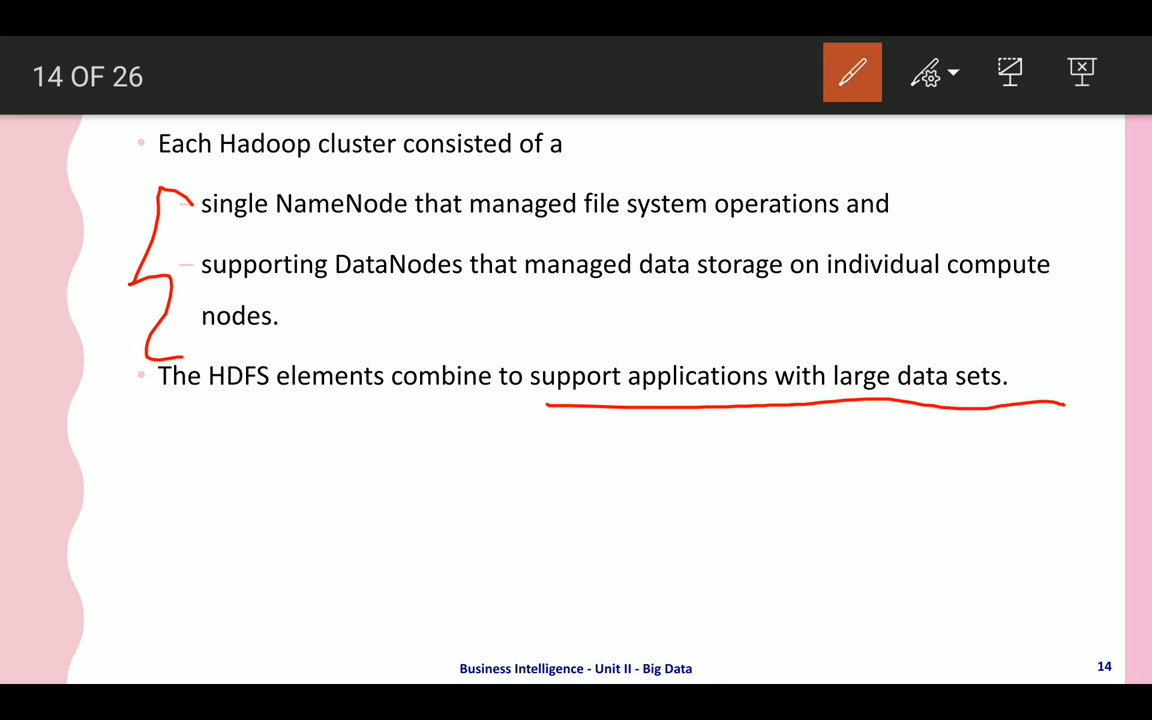 14 OF 26
• Each Hadoop cluster consisted of a
– single NameNode that managed file system operations and
– supporting DataNodes that managed data storage on individual compute
nodes.
• The HDFS elements combine to support applications with large data sets.
Business Intelligence - Unit II - Big Data
14